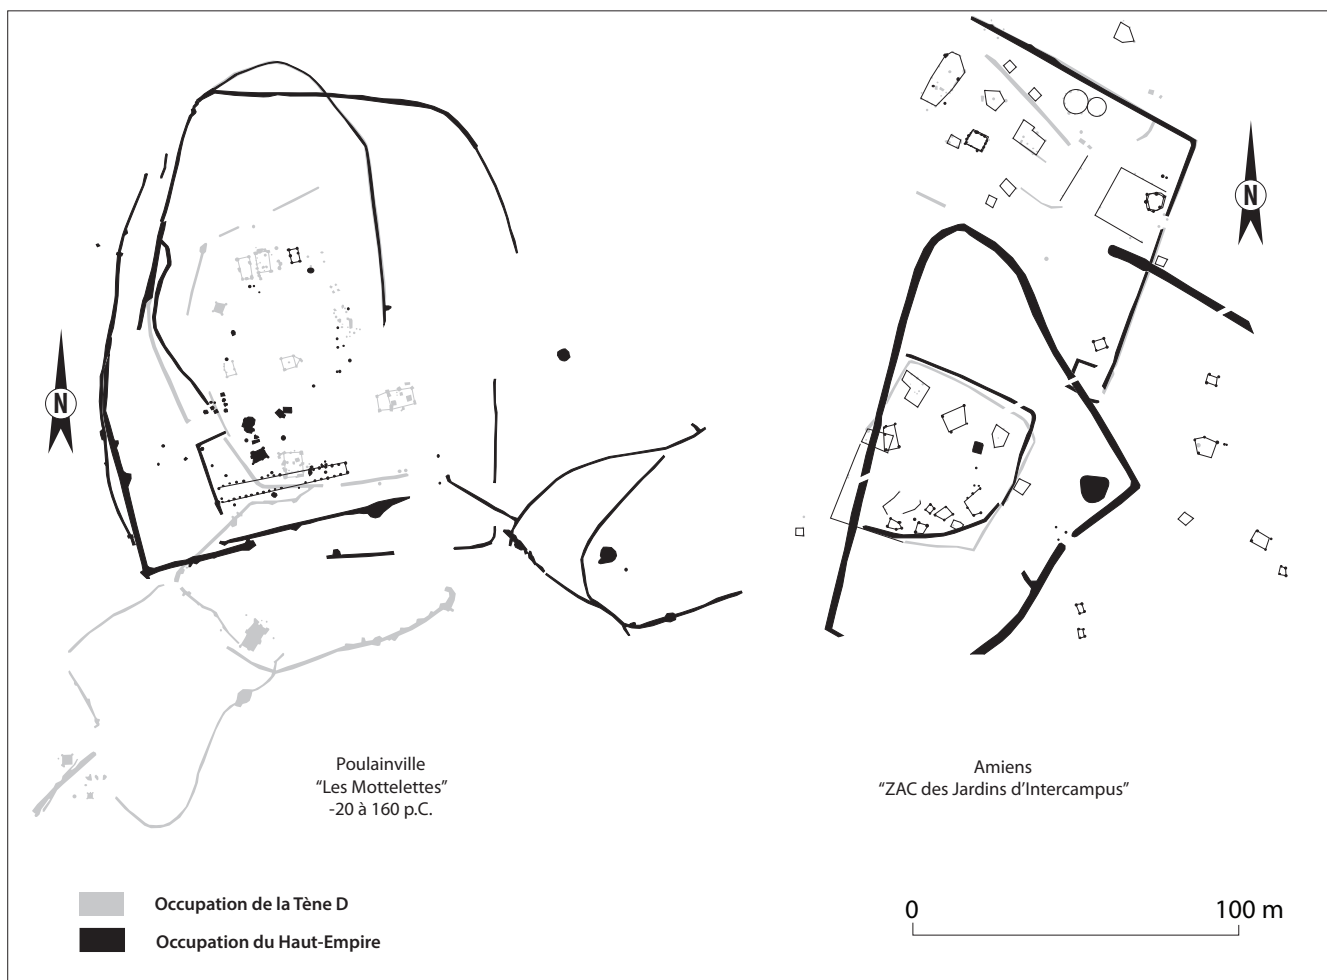 N
N
Poulainville
“Les Mottelettes”
-20 à 160 p.C.
Amiens
“ZAC des Jardins d’Intercampus”
Occupation de la Tène D
Occupation du Haut-Empire
0 100 m